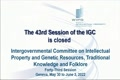 The 43rd Session of the IGC
is closed
Intergovernmental Committee on Intellectual
Property and Genetic Resources, Traditional
Knowledge and Folklore
Forty-Third Session
Geneva, May 30 to June 3, 2022